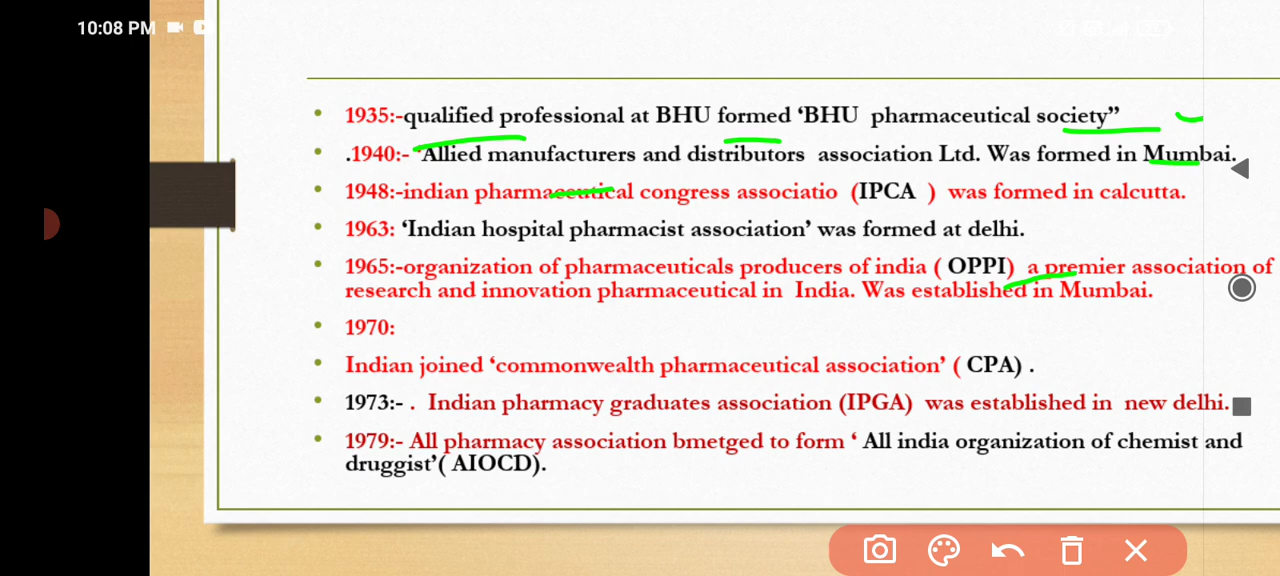 10:08 PM
1935:-qualified professional at BHU formed ‘BHU pharmaceutical society”
.1940:- ‘Allied manufacturers and distributors association Ltd. Was formed in Mumbai.
1948:-indian pharmaceutical congress associatio (IPCA ) was formed in calcutta.
1963: ‘Indian hospital pharmacist association’ was formed at delhi.
1965:-organization of pharmaceuticals producers of india ( OPPI) a premier association of
research and innovation pharmaceutical in India. Was established in Mumbai.
1970:
Indian joined ‘commonwealth pharmaceutical association’ ( CPA) .
1973:- . Indian pharmacy graduates association (IPGA) was established in new delhi.
1979:- All pharmacy association bmetged to form ‘ All india organization of chemist and
druggist’( AIOCD).